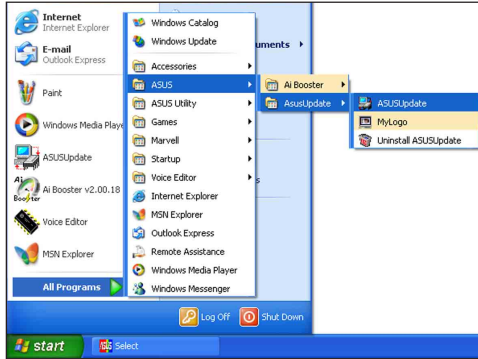 Internet
Internet Explorer
E-mail
Outlook Express
Paint
Windows Media Playe
ASUSUpdate
Ai Booster v2.00.18
Voice Editor
MSN Explorer
All Programs
Windows Catalog
Windows Update
Accessories
ASUS
ASUS Utility
Games
Marvell
Startup
Voice Editor
Internet Explorer
MSN Explorer
Outlook Express
Remote Assistance
Windows Media Player
Windows Messenger
uments
s
Ai Booster
AsusUpdate
ASUSUpdate
MyLogo
Uninstall ASUSUpdate
Log Off
Shut Down
start
Select